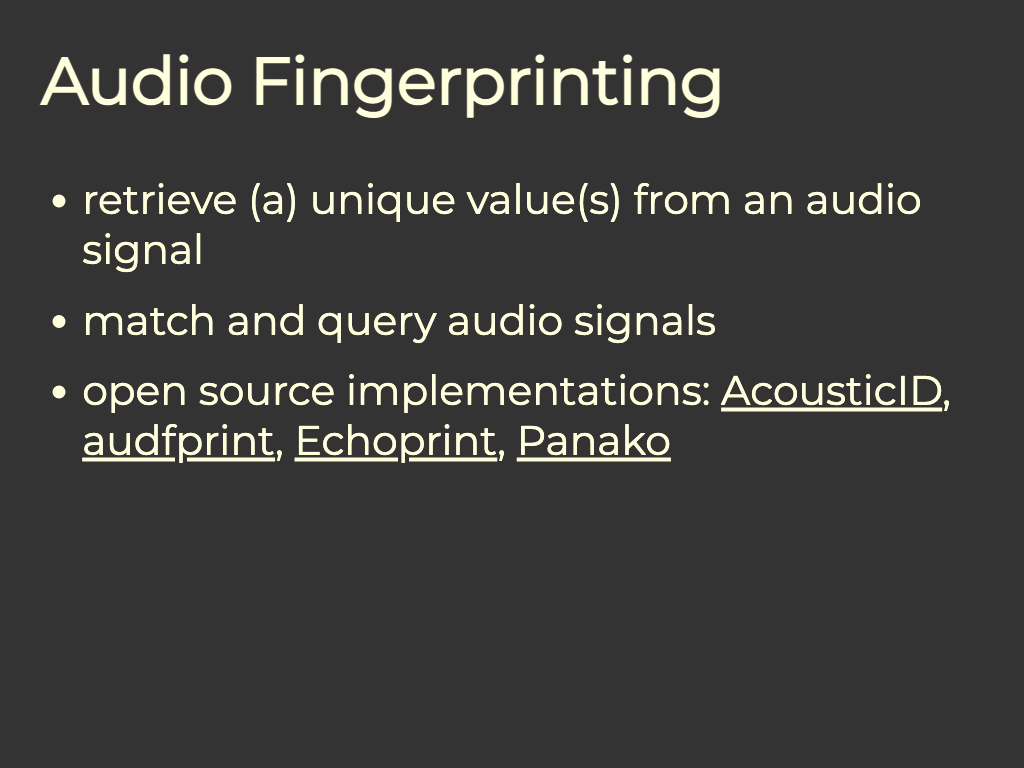 Audio Fingerprinting
• retrieve (a) unique value(s) from an audio
signal
• match and query audio signals
• open source implementations: AcousticID,
audfprint, Echoprint, Panako